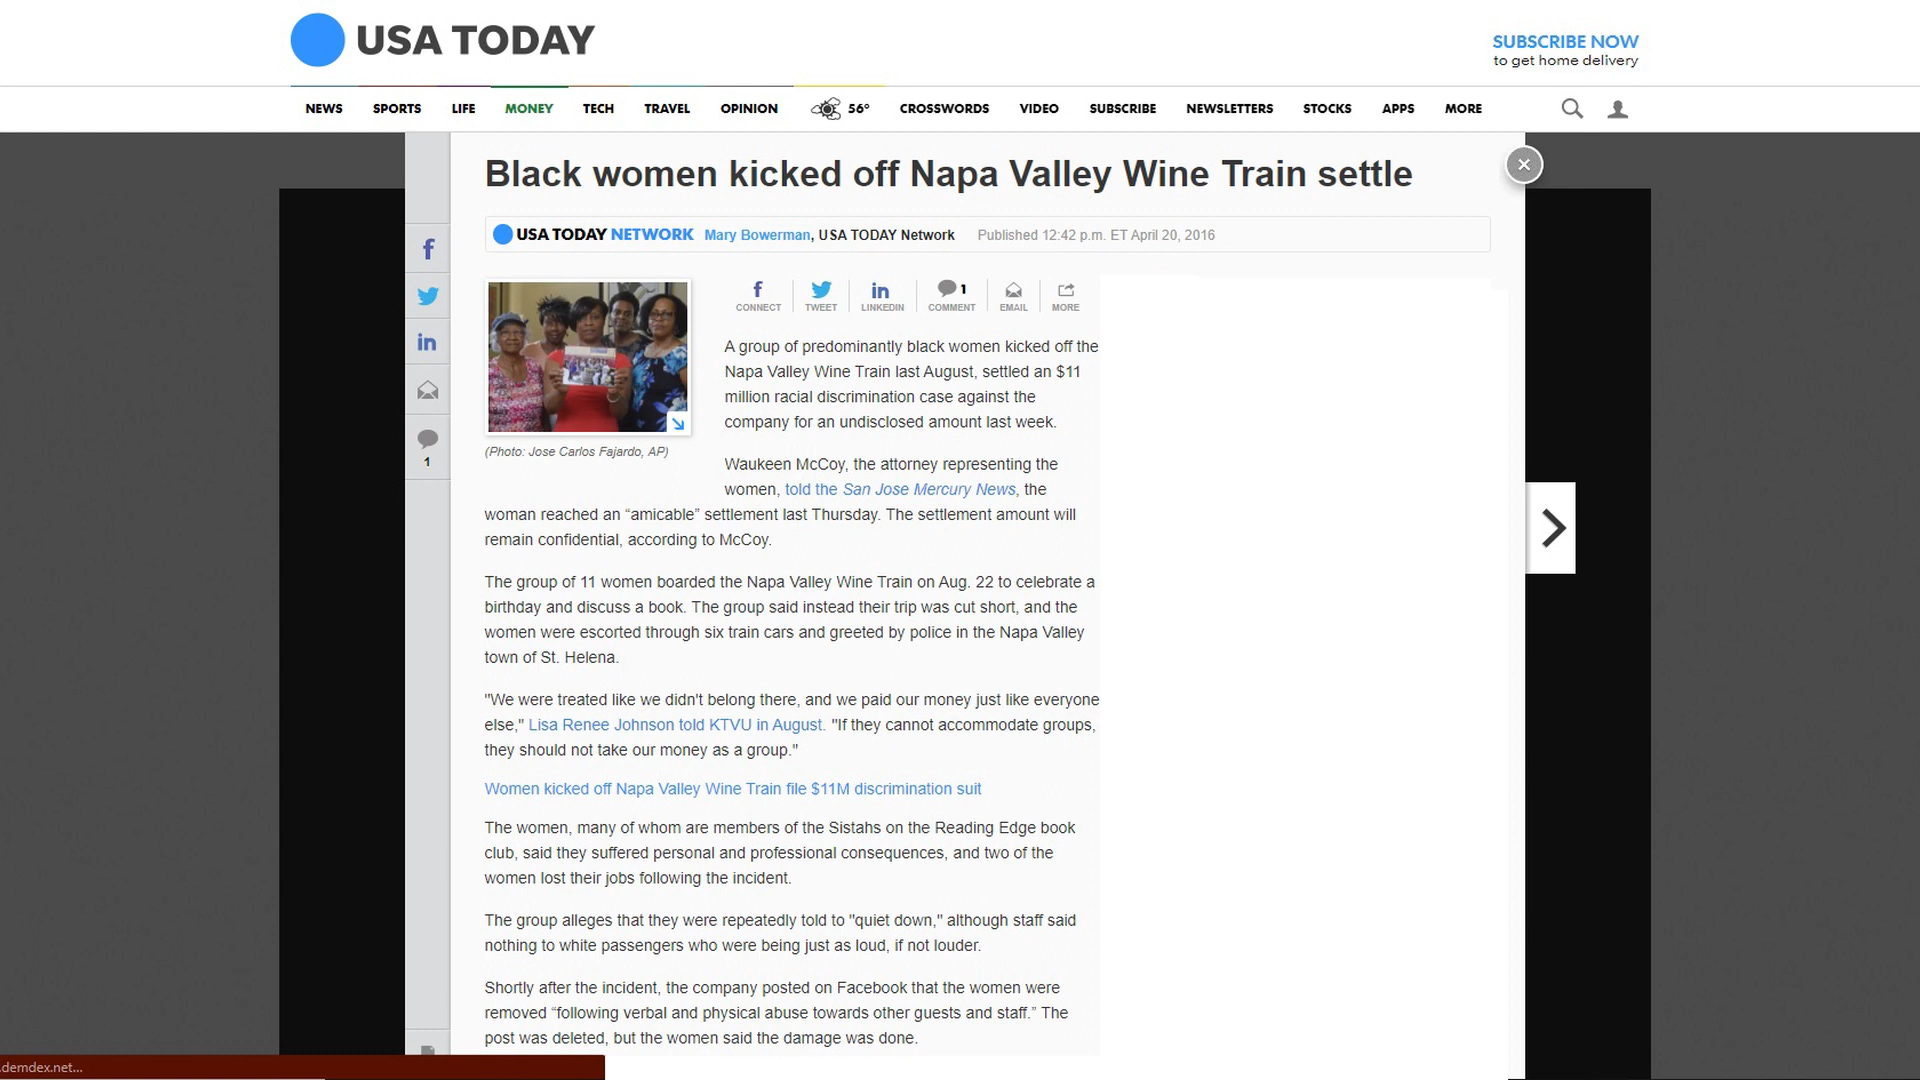 USA TODAY
SUBSCRIBE NOW
to get home delivery
NEWS SPORTS LIFE MONEY TECH TRAVEL OPINION 56° CROSSWORDS VIDEO SUBSCRIBE NEWSLETTERS STOCKS APPS MORE
Black women kicked off Napa Valley Wine Train settle
USA TODAY NETWORK Mary Bowerman, USA TODAY Network Published 12:42 p.m. ET April 20, 2016
f
in
1
(Photo: Jose Carlos Fajardo, AP)
f in 1
CONNECT TWEET LINKEDIN COMMENT EMAIL MORE
A group of predominantly black women kicked off the
Napa Valley Wine Train last August, settled an $11
million racial discrimination case against the
company for an undisclosed amount last week.
Waukeen McCoy, the attorney representing the
women, told the San Jose Mercury News, the
woman reached an “amicable” settlement last Thursday. The settlement amount will
remain confidential, according to McCoy.
The group of 11 women boarded the Napa Valley Wine Train on Aug. 22 to celebrate a
birthday and discuss a book. The group said instead their trip was cut short, and the
women were escorted through six train cars and greeted by police in the Napa Valley
town of St. Helena.
"We were treated like we didn't belong there, and we paid our money just like everyone
else," Lisa Renee Johnson told KTVU in August. "If they cannot accommodate groups,
they should not take our money as a group."
Women kicked off Napa Valley Wine Train file $11M discrimination suit
The women, many of whom are members of the Sistahs on the Reading Edge book
club, said they suffered personal and professional consequences, and two of the
women lost their jobs following the incident.
The group alleges that they were repeatedly told to "quiet down," although staff said
nothing to white passengers who were being just as loud, if not louder.
Shortly after the incident, the company posted on Facebook that the women were
removed “following verbal and physical abuse towards other guests and staff.” The
post was deleted, but the women said the damage was done.
.demdex.net...